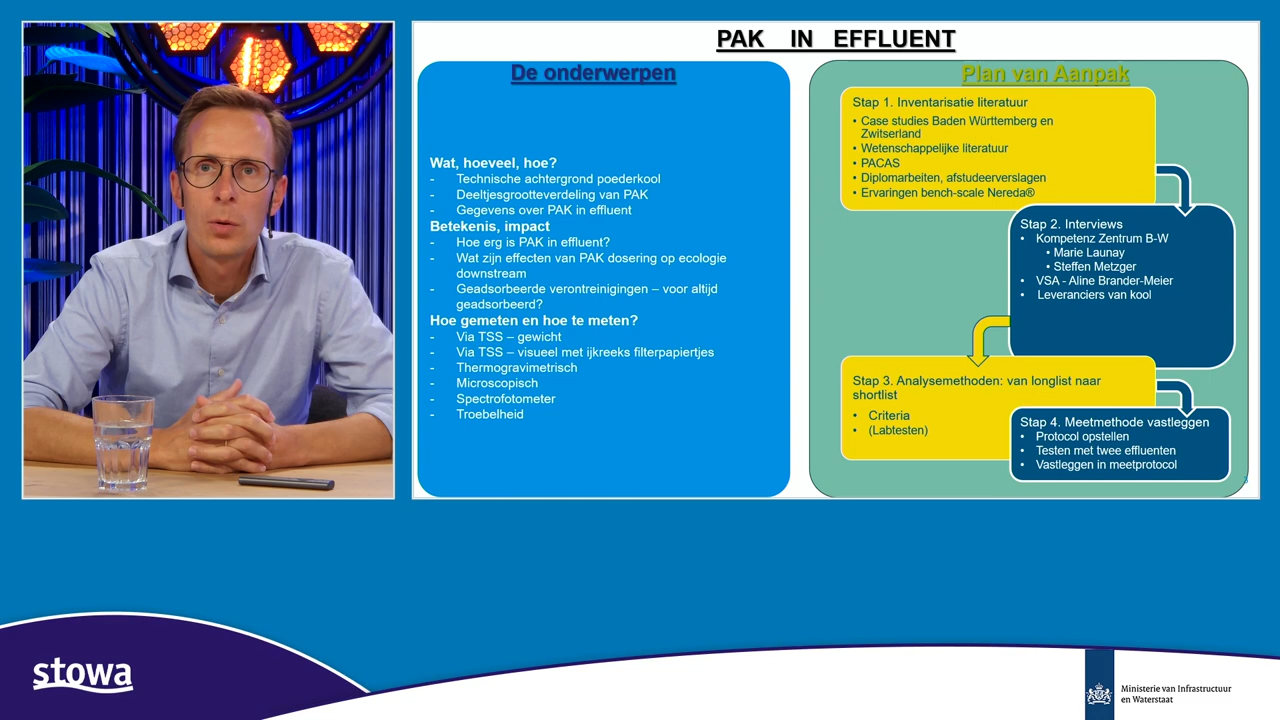 PAK IN EFFLUENT
De onderwerpen
Wat, hoeveel, hoe?
- Technische achtergrond poederkool
- Deeltjesgrootteverdeling van PAK
- Gegevens over PAK in effluent
Betekenis, impact
- Hoe erg is PAK in effluent?
- Wat zijn effecten van PAK dosering op ecologie
downstream
- Geadsorbeerde verontreinigingen – voor altijd
geadsorbeerd?
Hoe gemeten en hoe te meten?
- Via TSS – gewicht
- Via TSS – visueel met ijkreeks filterpapiertjes
- Thermogravimetrisch
- Microscopisch
- Spectrofotometer
- Troebelheid
Plan van Aanpak
Stap 1. Inventarisatie literatuur
• Case studies Baden Württemberg en
Zwitserland
• Wetenschappelijke literatuur
• PACAS
• Diplomarbeiten, afstudeerverslagen
• Ervaringen bench-scale Nereda®
Stap 2. Interviews
• Kompetenz Zentrum B-W
• Marie Launay
• Steffen Metzger
• VSA - Aline Brander-Meier
• Leveranciers van kool
Stap 3. Analysemethoden: van longlist naar
shortlist
• Criteria
• (Labtesten)
Stap 4. Meetmethode vastleggen
• Protocol opstellen
• Testen met twee effluenten
• Vastleggen in meetprotocol
3
stowa
Ministerie van Infrastructuur
en Waterstaat